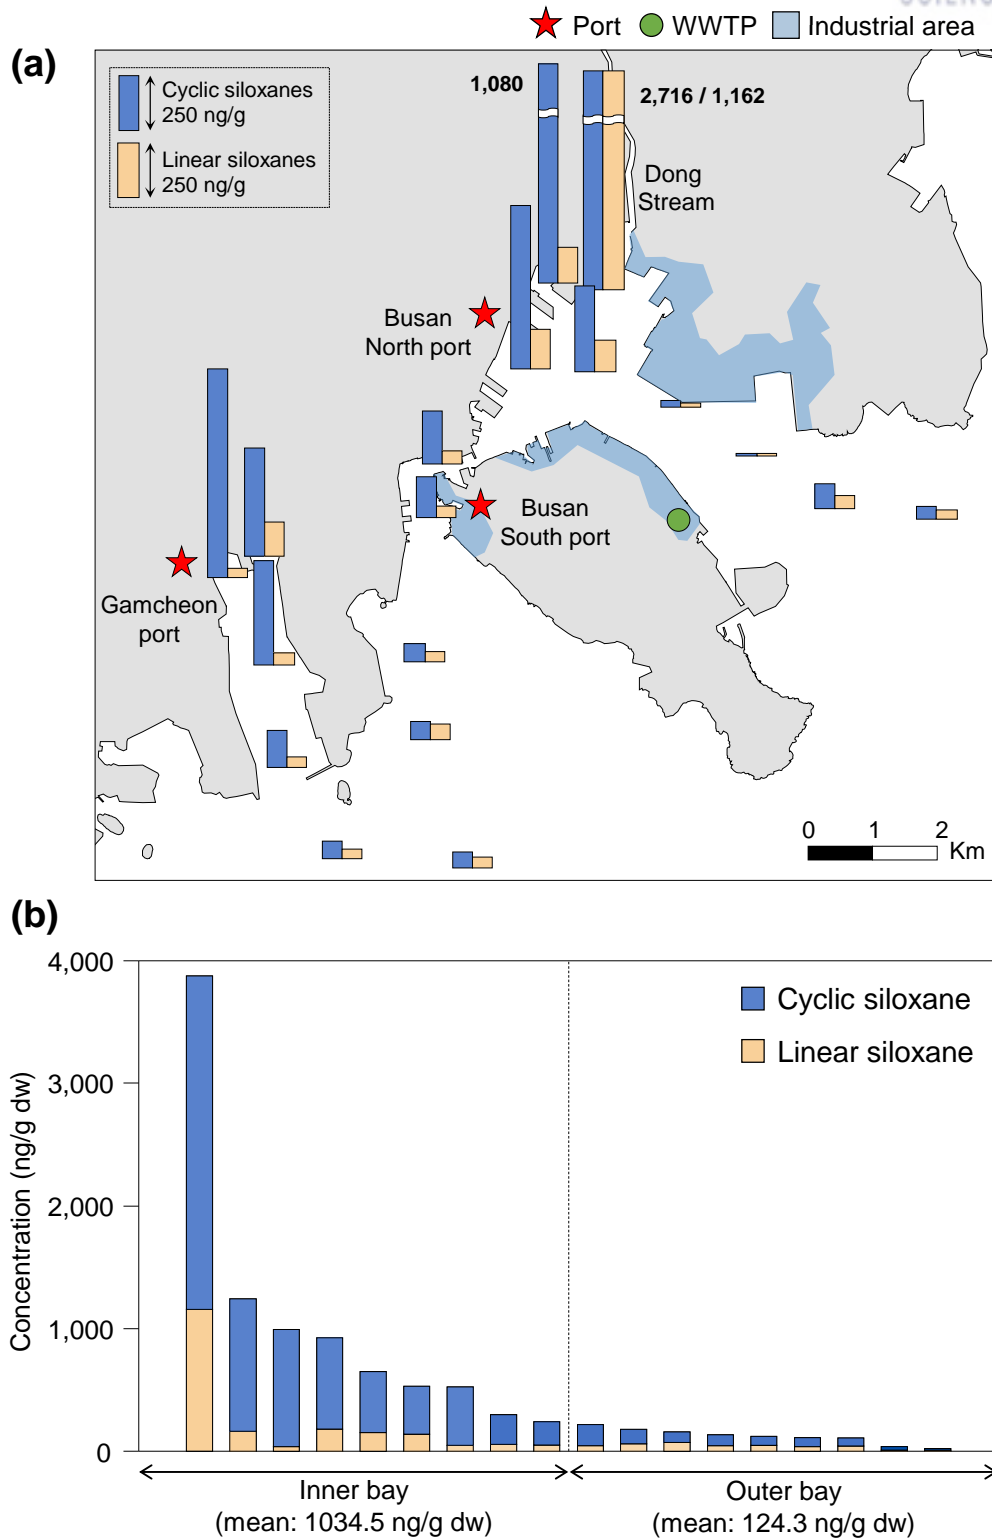 Port WWTP Industrial area
(a)
Cyclic siloxanes
250 ng/g
Linear siloxanes
250 ng/g
1,080
2,716 / 1,162
Dong
Stream
Busan
North port
Busan
South port
Gamcheon
port
0 1 2
Km
(b)
4,000
3,000
2,000
1,000
0
Concentration (ng/g dw)
Cyclic siloxane
Linear siloxane
Inner bay
(mean: 1034.5 ng/g dw)
Outer bay
(mean: 124.3 ng/g dw)